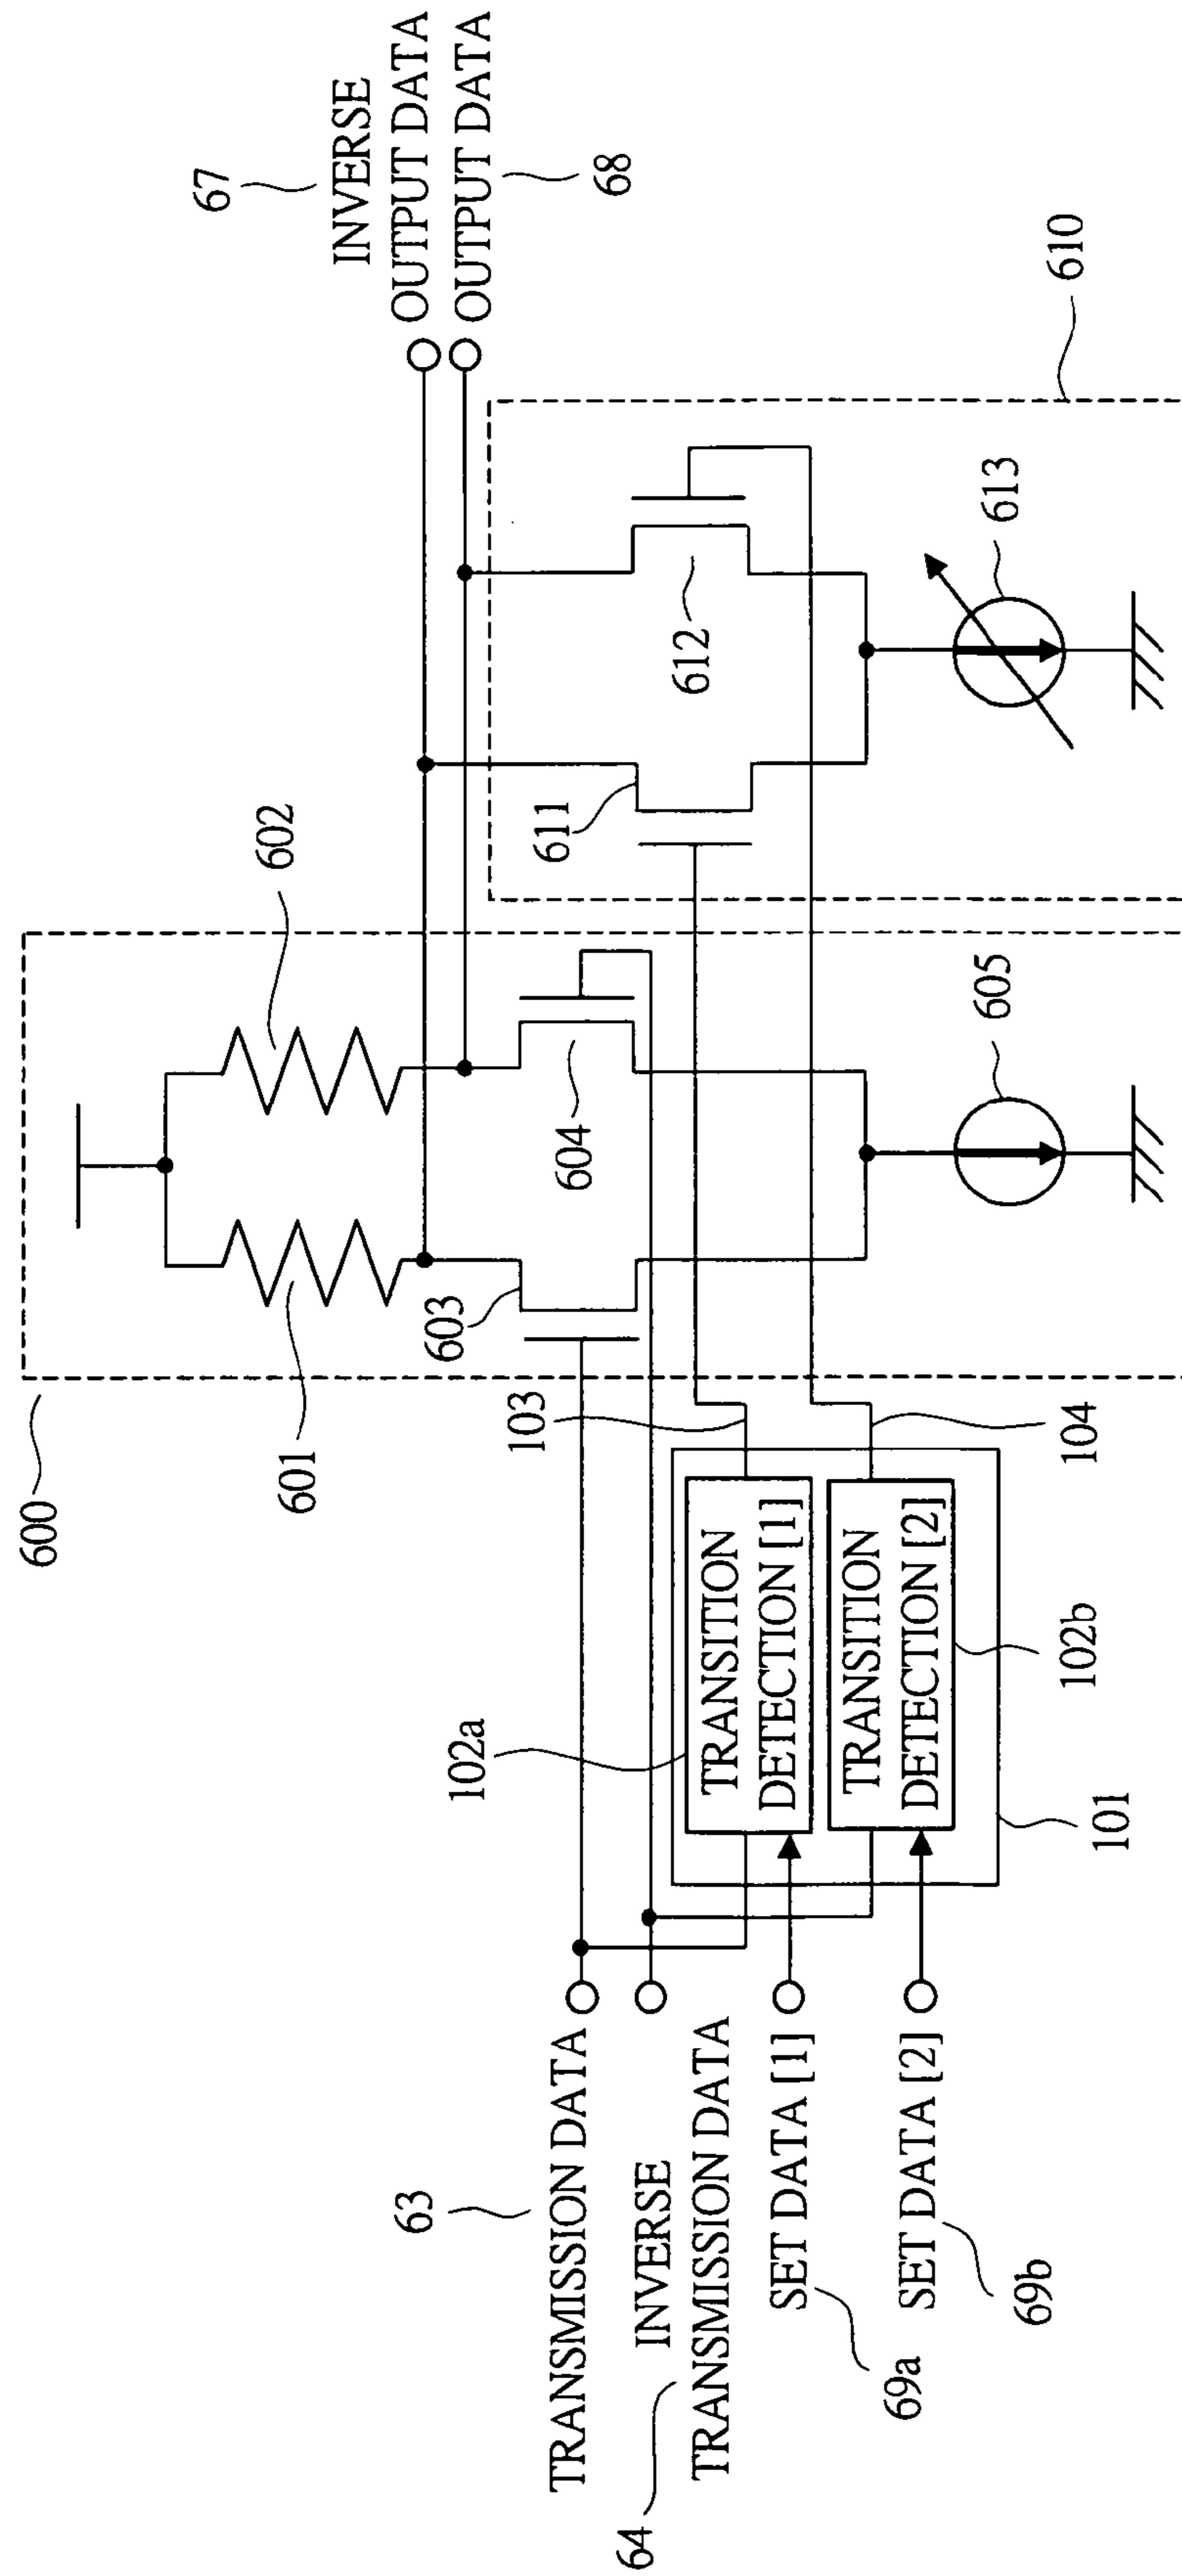 600
601
602
603
604
605
67
INVERSE
OUTPUT DATA
OUTPUT DATA
68
610
611
612
613
63
TRANSMISSION DATA
INVERSE
TRANSMISSION DATA
64
SET DATA [1]
69a
SET DATA [2]
69b
102a
TRANSITION
DETECTION [1]
TRANSITION
DETECTION [2]
102b
101
103
104